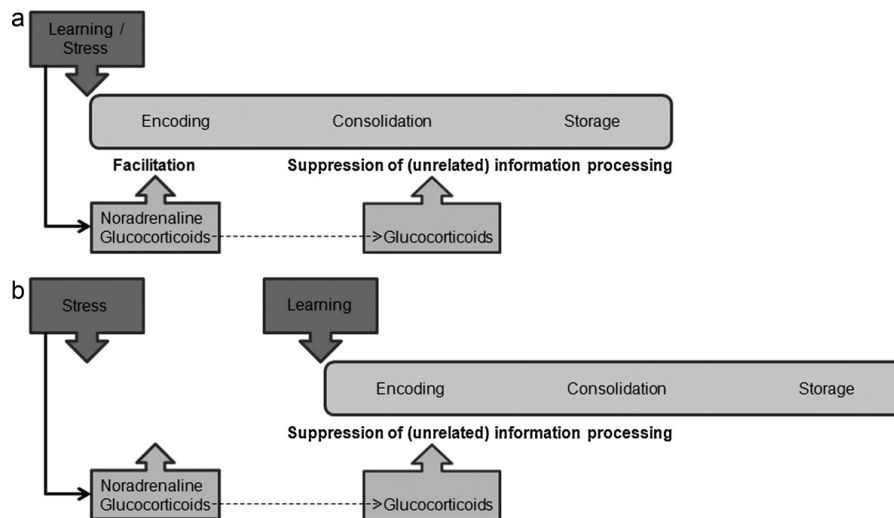 a
Learning /
Stress
Encoding Consolidation Storage
Facilitation Suppression of (unrelated) information processing
Noradrenaline
Glucocorticoids >Glucocorticoids
b
Stress Learning
Encoding Consolidation Storage
Suppression of (unrelated) information processing
Noradrenaline
Glucocorticoids >Glucocorticoids